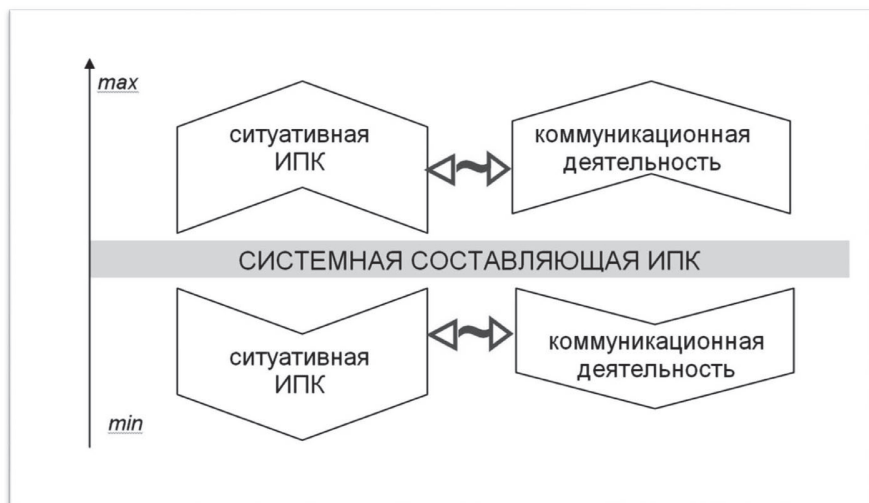 max
ситуативная
ИПК
коммуникационная
деятельность
СИСТЕМНАЯ СОСТАВЛЯЮЩАЯ ИПК
ситуативная
ИПК
коммуникационная
деятельность
min